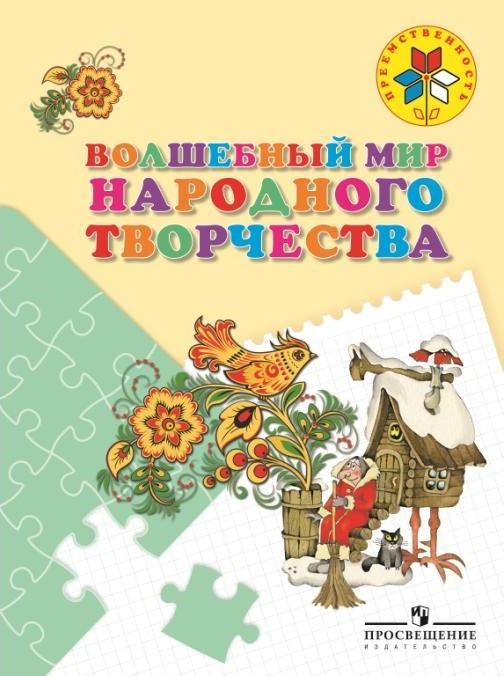 ПРЕЕМСТВЕННОСТЬ
ВОЛШЕБНЫЙ МИР
НАРОДНОГО
ТВОРЧЕСТВА
ПРОСВЕЩЕНИЕ
ИЗДАТЕЛЬСТВО